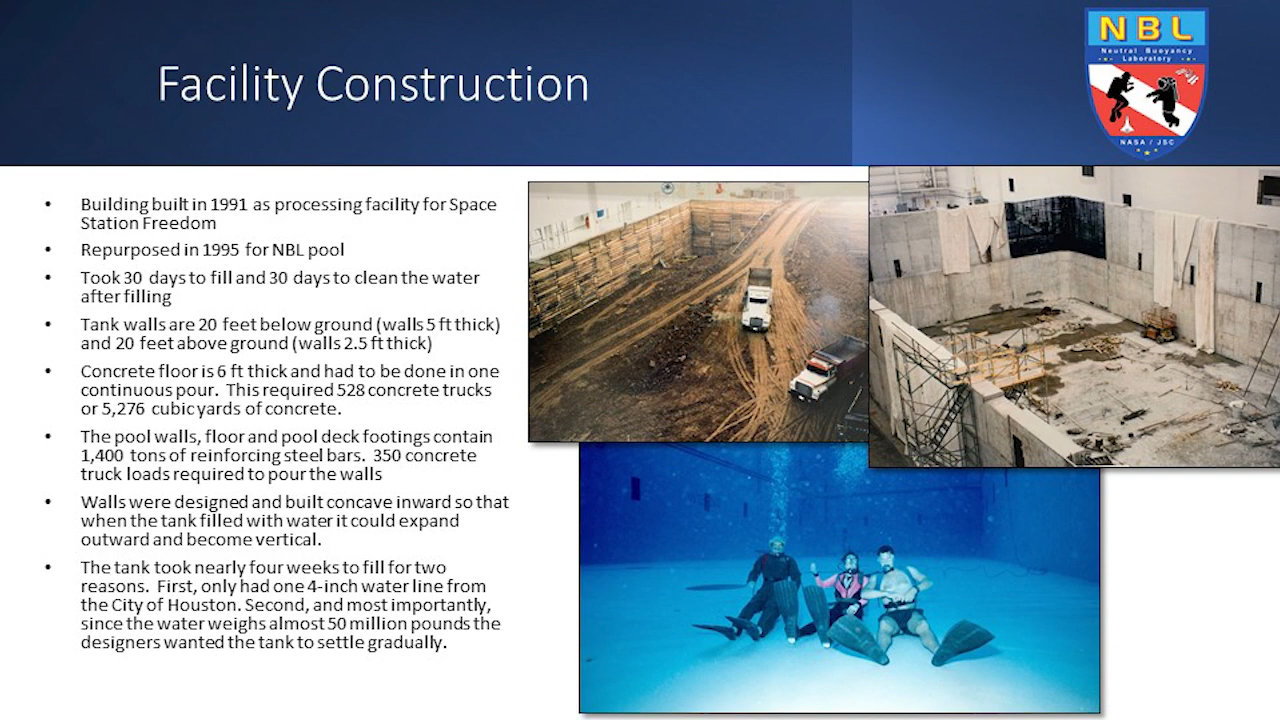 Facility Construction
NBL
Neutral Buoyancy
Laboratory
NASA / JSC
• Building built in 1991 as processing facility for Space
Station Freedom
• Repurposed in 1995 for NBL pool
• Took 30 days to fill and 30 days to clean the water
after filling
• Tank walls are 20 feet below ground (walls 5 ft thick)
and 20 feet above ground (walls 2.5 ft thick)
• Concrete floor is 6 ft thick and had to be done in one
continuous pour. This required 528 concrete trucks
or 5,276 cubic yards of concrete.
• The pool walls, floor and pool deck footings contain
1,400 tons of reinforcing steel bars. 350 concrete
truck loads required to pour the walls
• Walls were designed and built concave inward so that
when the tank filled with water it could expand
outward and become vertical.
• The tank took nearly four weeks to fill for two
reasons. First, only had one 4-inch water line from
the City of Houston. Second, and most importantly,
since the water weighs almost 50 million pounds the
designers wanted the tank to settle gradually.